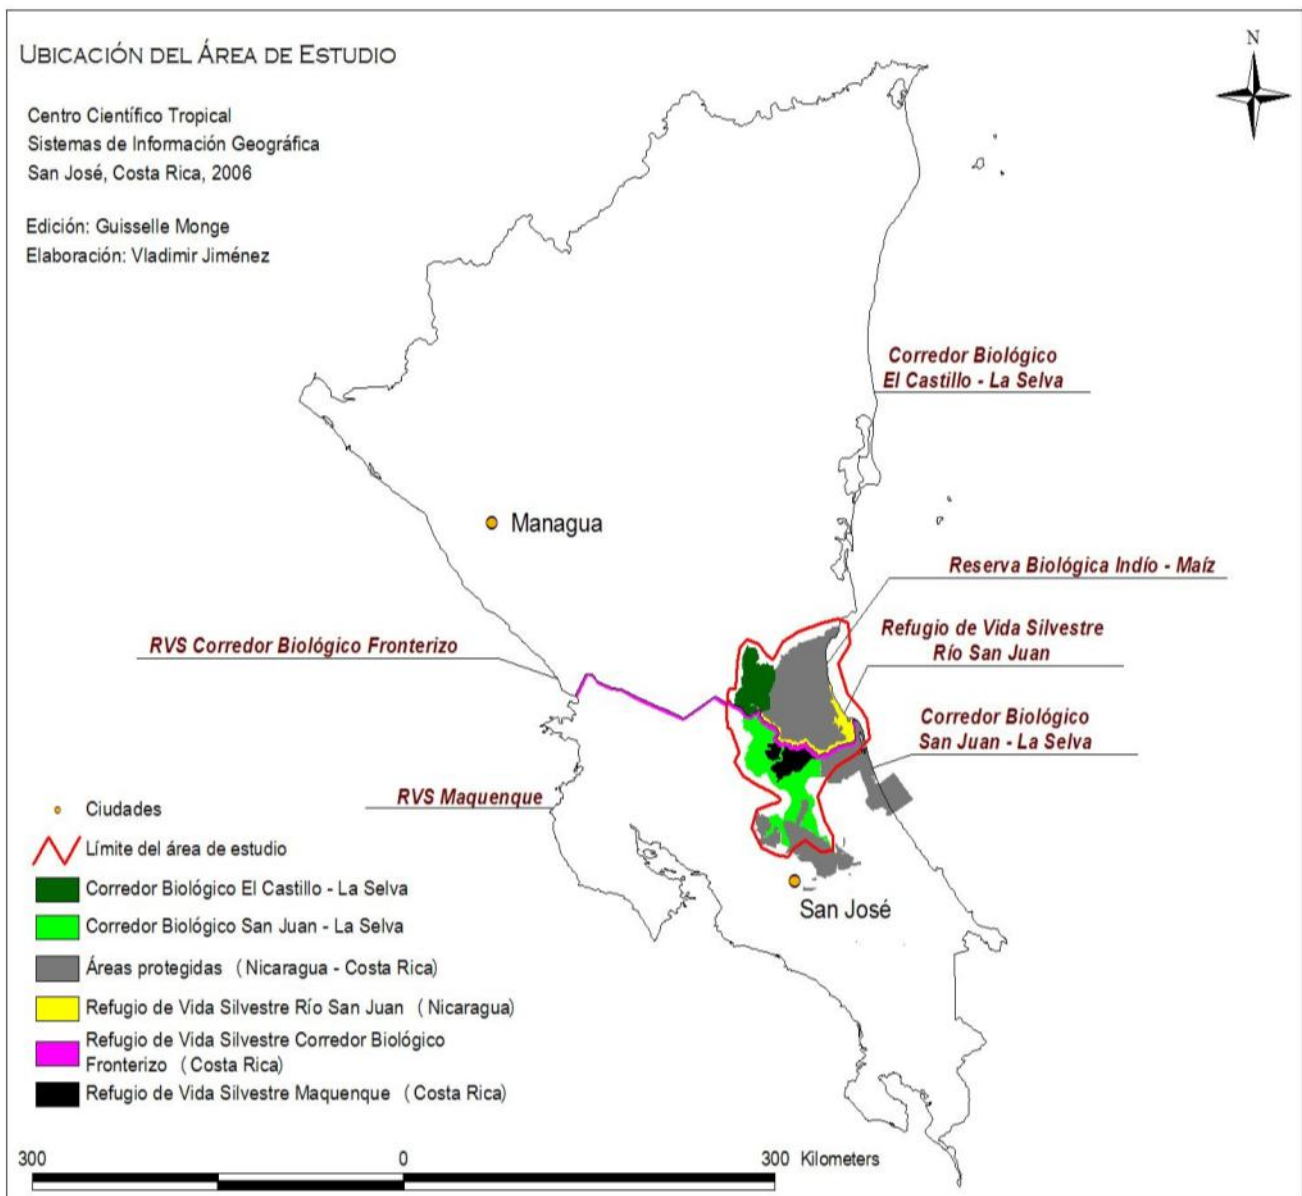 UBICACIÓN DEL ÁREA DE ESTUDIO
Centro Científico Tropical
Sistemas de Información Geográfica
San José, Costa Rica, 2006
Edición: Guisselle Monge
Elaboración: Vladimir Jiménez
N
Corredor Biológico
El Castillo - La Selva
Managua
Reserva Biológica Indío - Maíz
Refugio de Vida Silvestre
Río San Juan
RVS Corredor Biológico Fronterizo
Corredor Biológico
San Juan - La Selva
RVS Maquenque
San José
Ciudades
Límite del área de estudio
Corredor Biológico El Castillo - La Selva
Corredor Biológico San Juan - La Selva
Áreas protegidas ( Nicaragua - Costa Rica)
Refugio de Vida Silvestre Río San Juan ( Nicaragua)
Refugio de Vida Silvestre Corredor Biológico
Fronterizo ( Costa Rica)
Refugio de Vida Silvestre Maquenque ( Costa Rica)
300 0 300 Kilometers